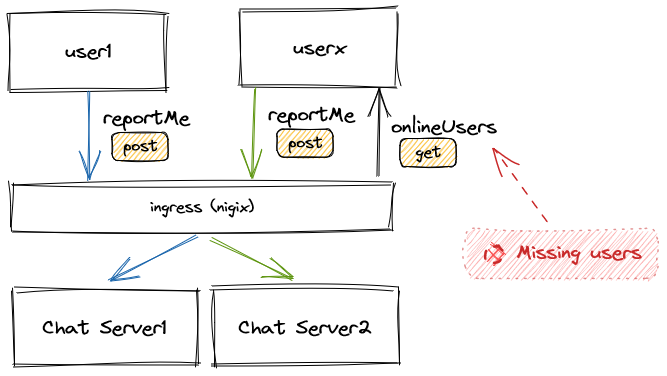 user1
userx
reportMe
post
reportMe
post
onlineUsers
get
ingress (nigix)
Missing users
Chat Server1
Chat Server2